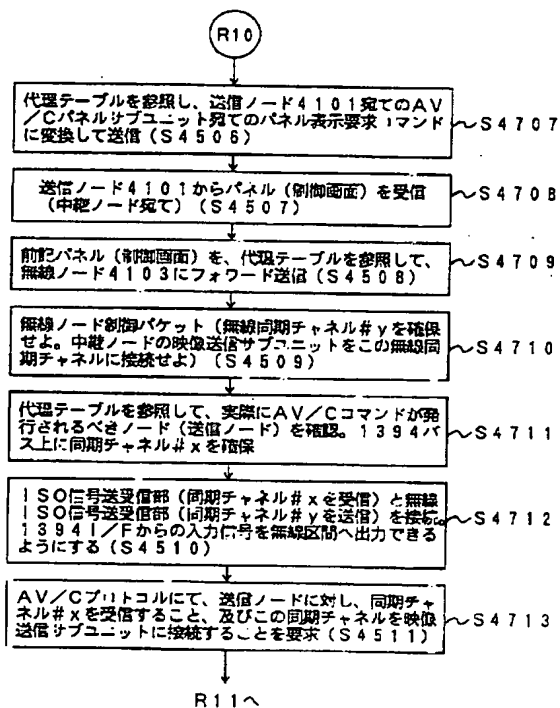 R10
代理テーブルを参照し、送信ノード4101宛てのAV
／Cパネルサブユニット宛てのパネル表示要求コマンド
に変換して送信（S4506）
～S4707
送信ノード4101からパネル（制御画面）を受信
（中継ノード宛て）（S4507）
～S4708
前記パネル（制御画面）を、代理テーブルを参照して、
無線ノード4103にフォワード送信（S4508）
～S4709
無線ノード制御パケット（無線同期チャネル#yを確保
せよ。中継ノードの映像送信サブユニットをこの無線同
期チャネルに接続せよ）（S4509）
～S4710
代理テーブルを参照して、実際にAV／Cコマンドが発
行されるべきノード（送信ノード）を確認。1394バ
ス上に同期チャネル#xを確保
～S4711
ISO信号送受信部（同期チャネル#xを受信）と無線
ISO信号送受信部（同期チャネル#yを送信）を接続。
1394I／Fからの入力信号を無線区間へ出力できる
ようにする（S4510）
～S4712
AV／Cプロトコルにて、送信ノードに対し、同期チャ
ネル#xを受信すること、及びこの同期チャネルを映像
送信サブユニットに接続することを要求（S4511）
～S4713
R11へ